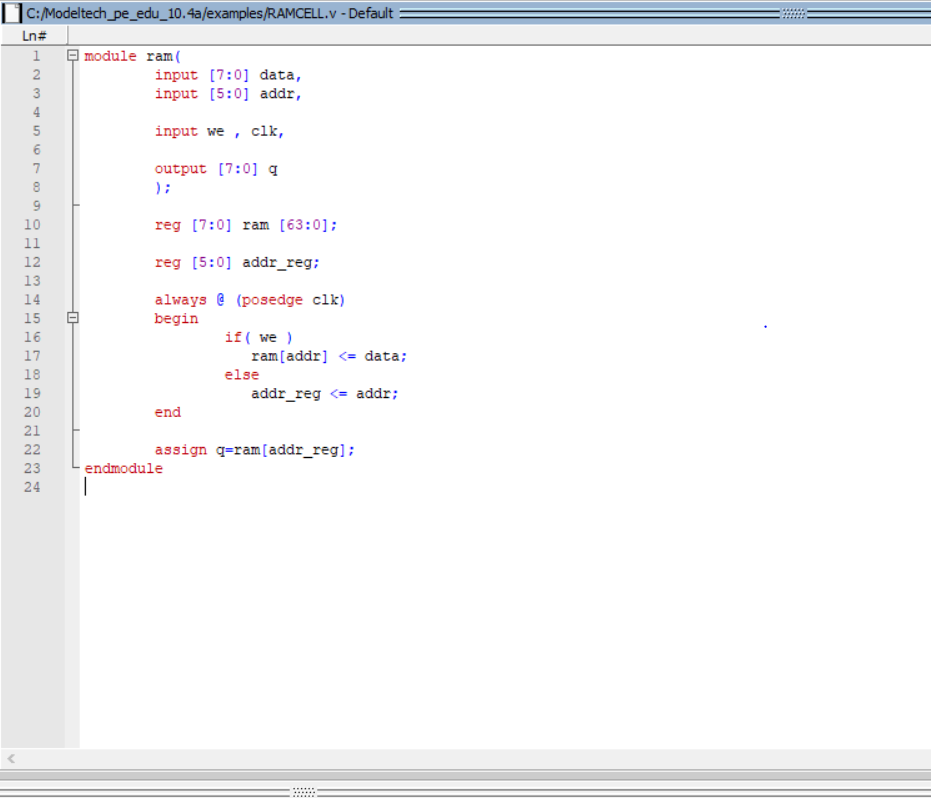 C:/Modeltech_pe_edu_10.4a/examples/RAMCELL.v - Default
Ln#
1 module ram(
2 input [7:0] data,
3 input [5:0] addr,
4
5 input we , clk,
6
7 output [7:0] q
8 );
9
10 reg [7:0] ram [63:0];
11
12 reg [5:0] addr_reg;
13
14 always @ (posedge clk)
15 begin
16 if( we )
17 ram[addr] <= data;
18 else
19 addr_reg <= addr;
20 end
21
22 assign q=ram[addr_reg];
23 endmodule
24